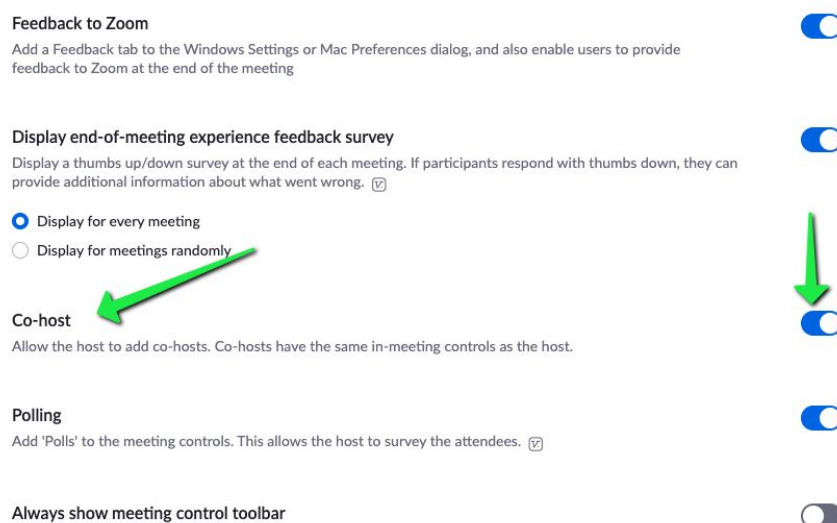 Feedback to Zoom
Add a Feedback tab to the Windows Settings or Mac Preferences dialog, and also enable users to provide
feedback to Zoom at the end of the meeting
Display end-of-meeting experience feedback survey
Display a thumbs up/down survey at the end of each meeting. If participants respond with thumbs down, they can
provide additional information about what went wrong.
Display for every meeting
Display for meetings randomly
Co-host
Allow the host to add co-hosts. Co-hosts have the same in-meeting controls as the host.
Polling
Add 'Polls' to the meeting controls. This allows the host to survey the attendees.
Always show meeting control toolbar